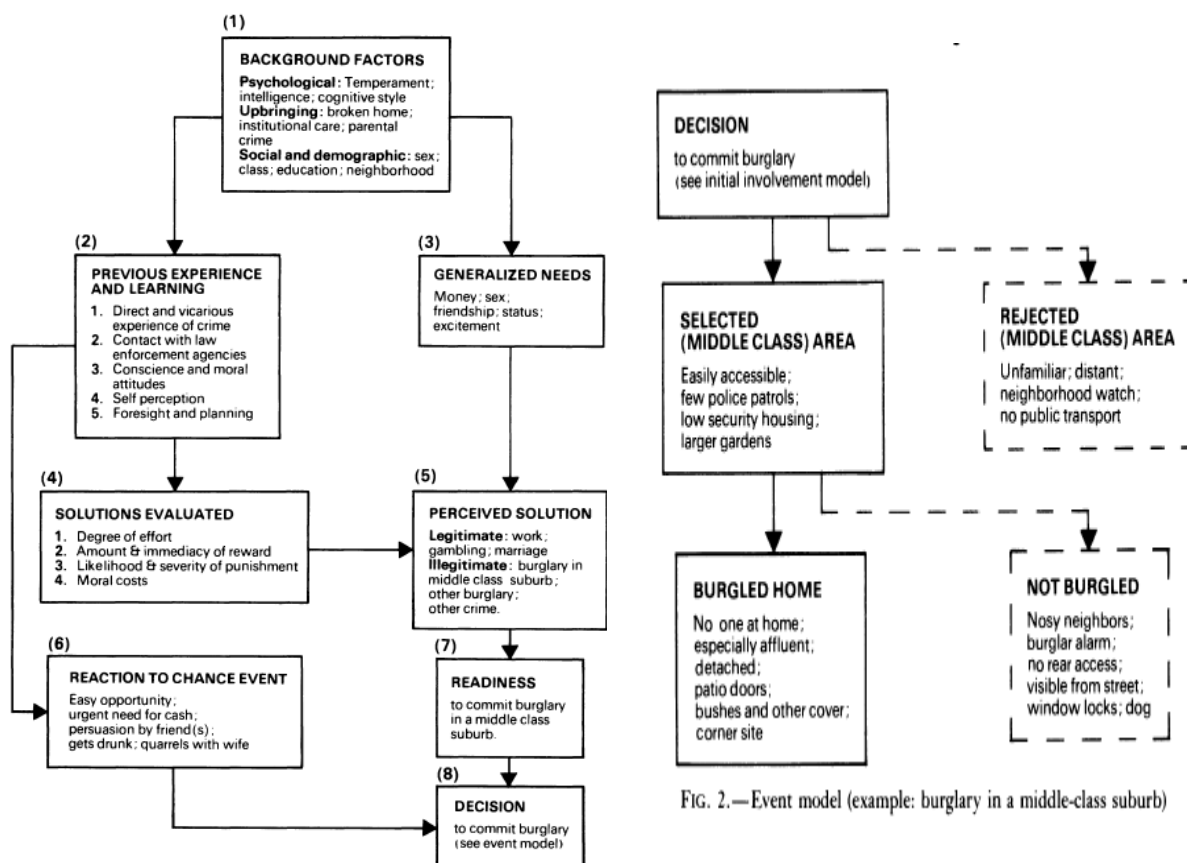 (1)
BACKGROUND FACTORS
Psychological: Temperament;
intelligence; cognitive style
Upbringing: broken home;
institutional care; parental
crime
Social and demographic: sex;
class; education; neighborhood
(2)
PREVIOUS EXPERIENCE
AND LEARNING
1. Direct and vicarious
experience of crime
2. Contact with law
enforcement agencies
3. Conscience and moral
attitudes
4. Self perception
5. Foresight and planning
(3)
GENERALIZED NEEDS
Money; sex;
friendship; status;
excitement
(4)
SOLUTIONS EVALUATED
1. Degree of effort
2. Amount & immediacy of reward
3. Likelihood & severity of punishment
4. Moral costs
(5)
PERCEIVED SOLUTION
Legitimate: work;
gambling; marriage
Illegitimate: burglary in
middle class suburb;
other burglary;
other crime.
(6)
REACTION TO CHANCE EVENT
Easy opportunity;
urgent need for cash;
persuasion by friend(s);
gets drunk; quarrels with wife
(7)
READINESS
to commit burglary
in a middle class
suburb.
(8)
DECISION
to commit burglary
(see event model)
DECISION
to commit burglary
(see initial involvement model)
SELECTED
(MIDDLE CLASS) AREA
Easily accessible;
few police patrols;
low security housing;
larger gardens
REJECTED
(MIDDLE CLASS) AREA
Unfamiliar; distant;
neighborhood watch;
no public transport
BURGLED HOME
No one at home;
especially affluent;
detached;
patio doors;
bushes and other cover;
corner site
NOT BURGLED
Nosy neighbors;
burglar alarm;
no rear access;
visible from street;
window locks; dog
FIG. 2.—Event model (example: burglary in a middle-class suburb)